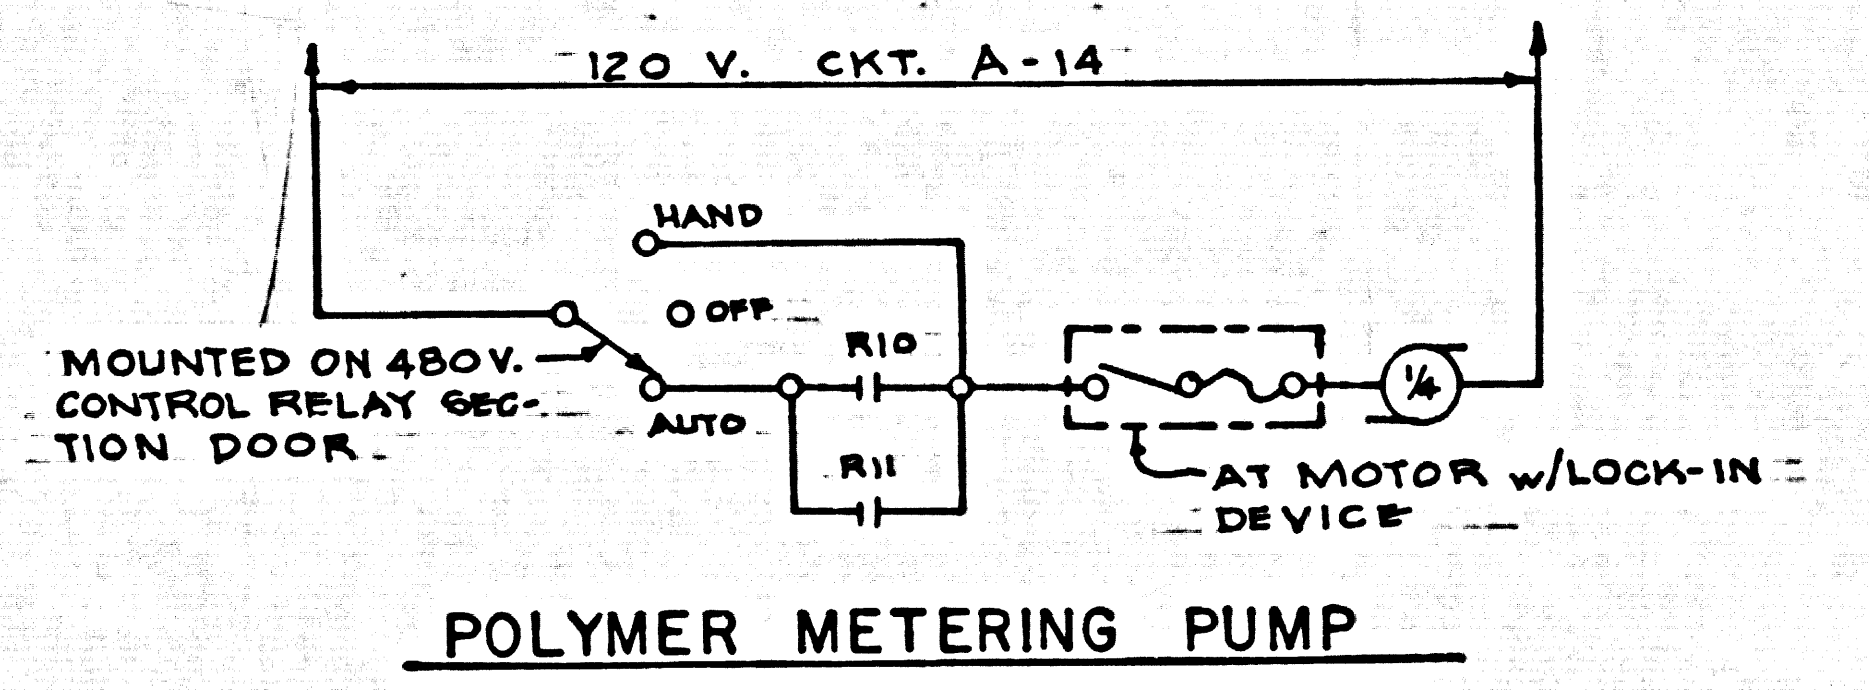 120 V. CKT. A-14
HAND
OFF
R10
MOUNTED ON 480V.
CONTROL RELAY SEC-
TION DOOR
AUTO
1/4
R11
AT MOTOR w/LOCK-IN
DEVICE
POLYMER METERING PUMP